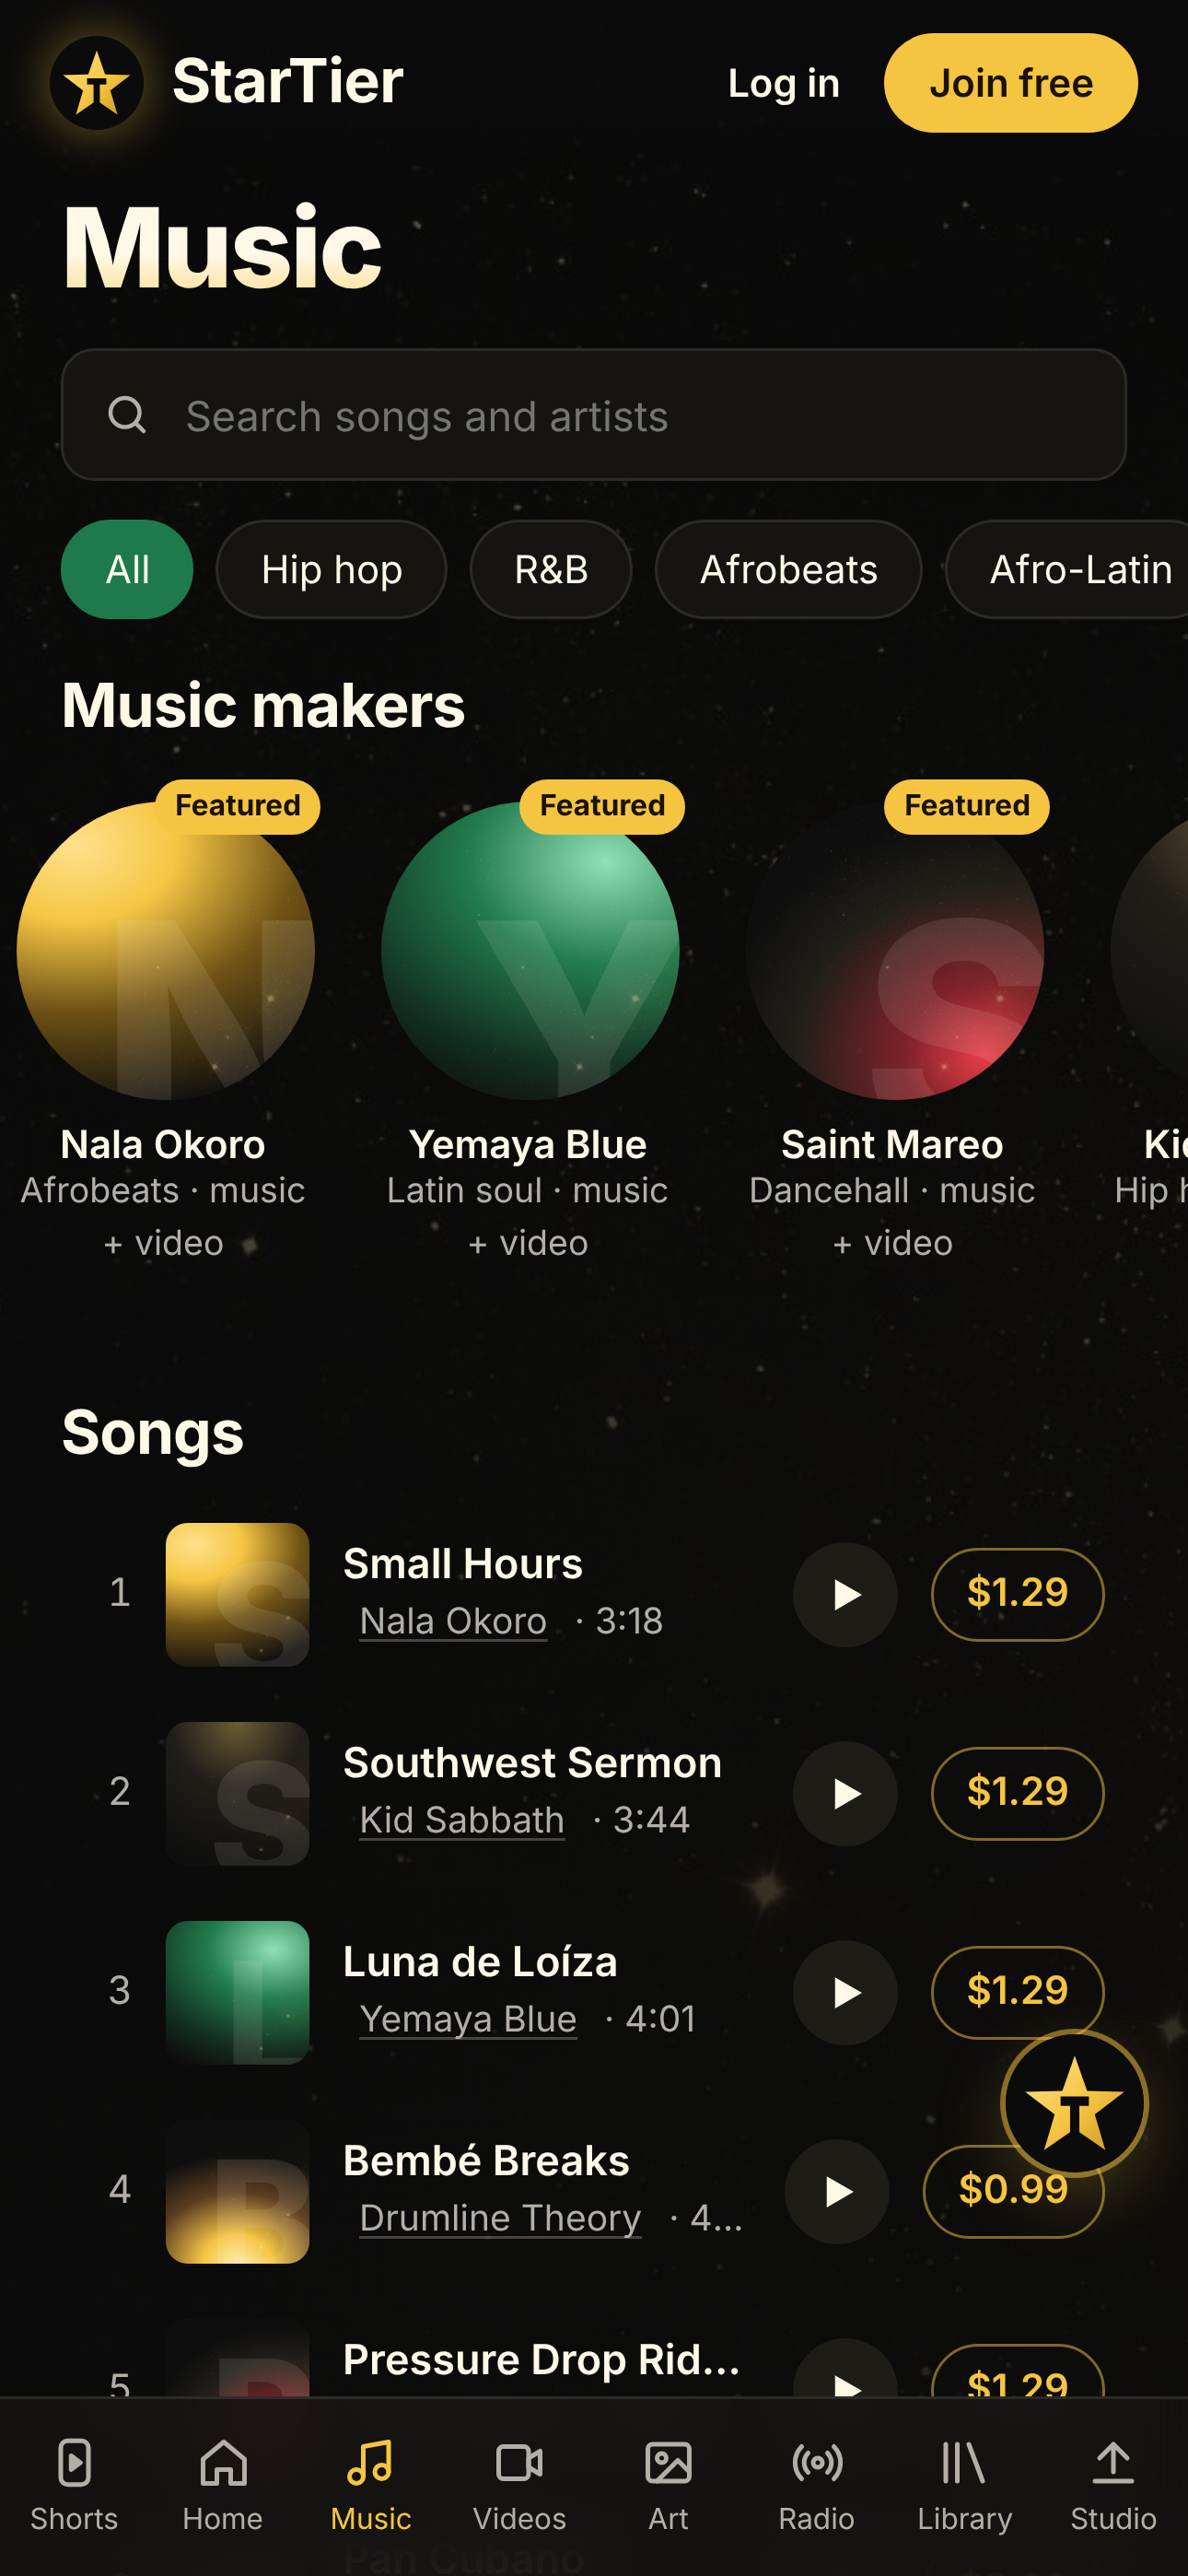 StarTier
Log in
Join free
Music
Search songs and artists
All
Hip hop
R&B
Afrobeats
Afro-Latin
Music makers
Featured
Featured
Featured
N
Y
S
Nala Okoro
Afrobeats · music
+ video
Yemaya Blue
Latin soul · music
+ video
Saint Mareo
Dancehall · music
+ video
Songs
1
S
Small Hours
Nala Okoro · 3:18
$1.29
2
S
Southwest Sermon
Kid Sabbath · 3:44
$1.29
3
L
Luna de Loíza
Yemaya Blue · 4:01
$1.29
T
4
B
Bembé Breaks
Drumline Theory · 4...
$0.99
5
Pressure Drop Rid...
$1.29
Pan Cubano
Shorts
Home
Music
Videos
Art
Radio
Library
Studio